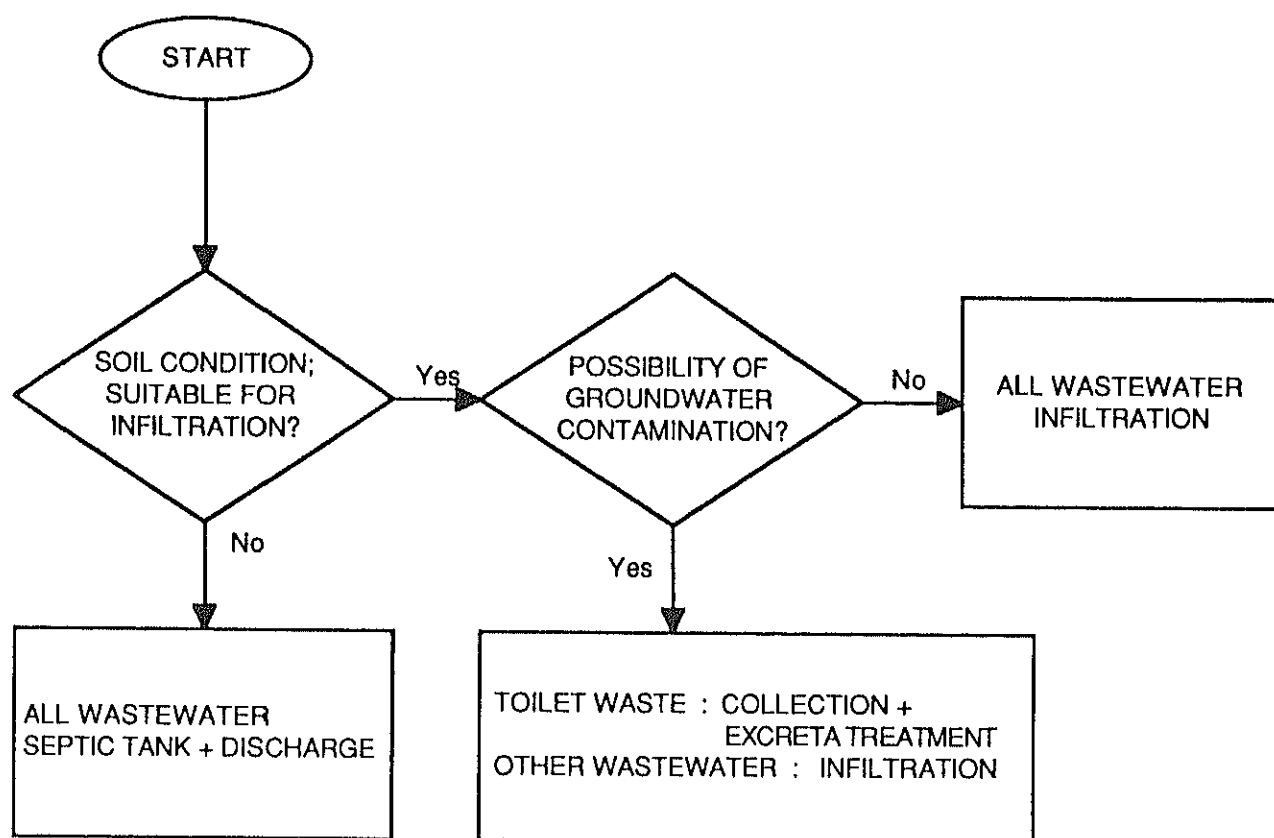 START
SOIL CONDITION;
SUITABLE FOR
INFILTRATION?
Yes
POSSIBILITY OF
GROUNDWATER
CONTAMINATION?
No
ALL WASTEWATER
INFILTRATION
No
Yes
ALL WASTEWATER
SEPTIC TANK + DISCHARGE
TOILET WASTE : COLLECTION +
EXCRETA TREATMENT
OTHER WASTEWATER : INFILTRATION